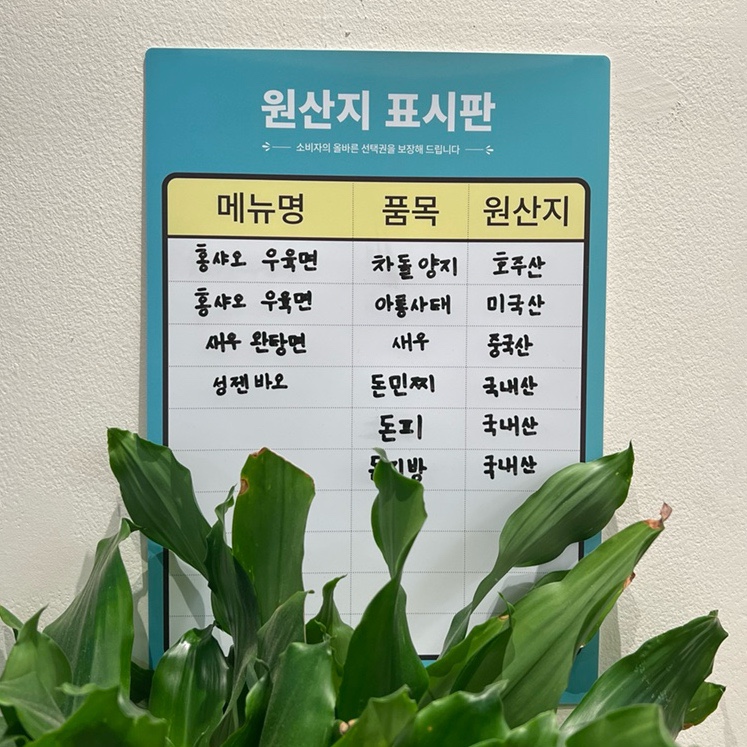 원산지 표시판
소비자의 올바른 선택권을 보장해 드립니다
메뉴명 품목 원산지
홍샤오 우육면 차돌양지 호주산
홍샤오 우육면 아롱사태 미국산
새우 완탕면 새우 중국산
성젠바오 돈민찌 국내산
돈피 국내산
국내산